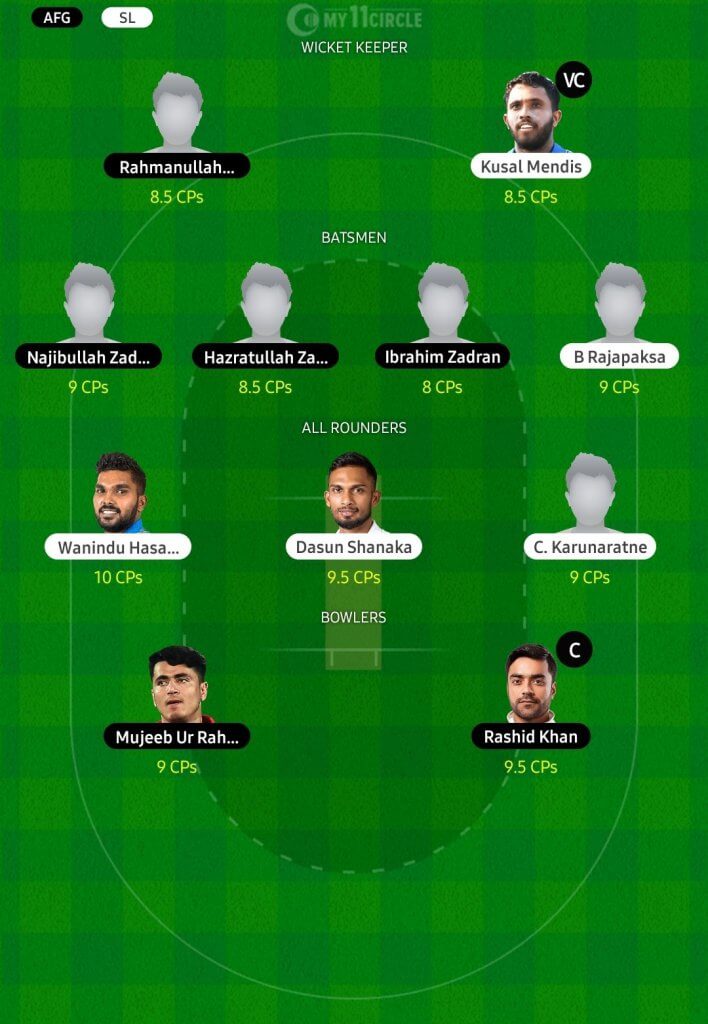 AFG SL
MY11CIRCLE
WICKET KEEPER
VC
Rahmanullah... Kusal Mendis
8.5 CPs 8.5 CPs
BATSMEN
Najibullah Zad... Hazratullah Za... Ibrahim Zadran B Rajapaksa
9 CPs 8.5 CPs 8 CPs 9 CPs
ALL ROUNDERS
Wanindu Hasa... Dasun Shanaka C. Karunaratne
10 CPs 9.5 CPs 9 CPs
BOWLERS
C
Mujeeb Ur Rah... Rashid Khan
9 CPs 9.5 CPs